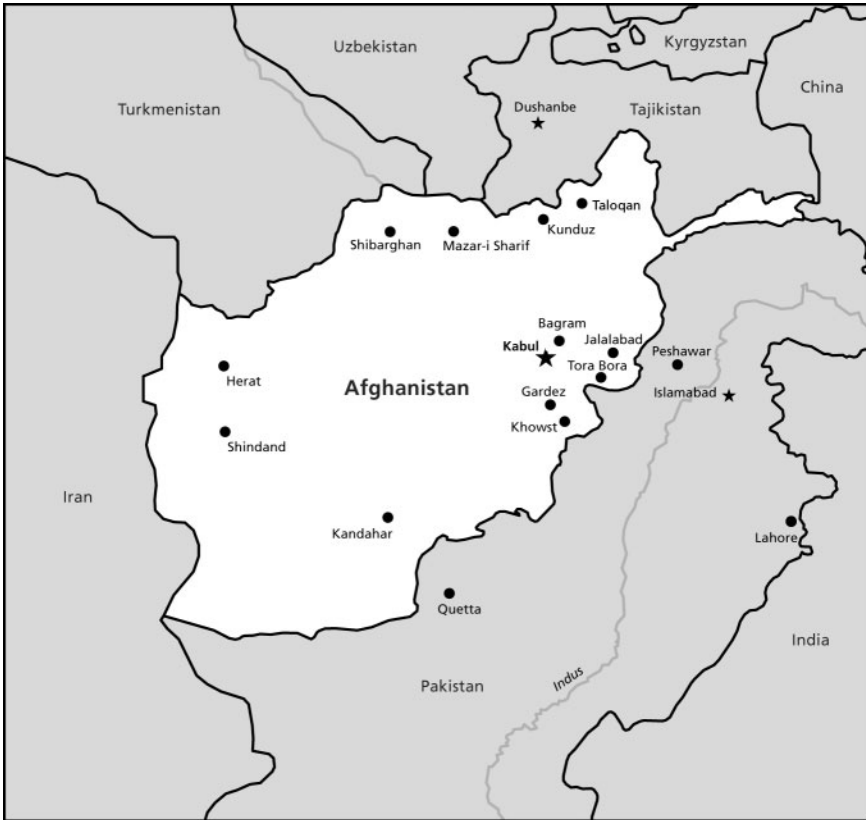 Uzbekistan
Kyrgyzstan
China
Turkmenistan
Dushanbe
Tajikistan
Taloqan
Kunduz
Shibarghan
Mazar-i Sharif
Bagram
Kabul
Jalalabad
Peshawar
Tora Bora
Herat
Afghanistan
Gardez
Islamabad
Khowst
Shindand
Iran
Kandahar
Lahore
Quetta
India
Indus
Pakistan